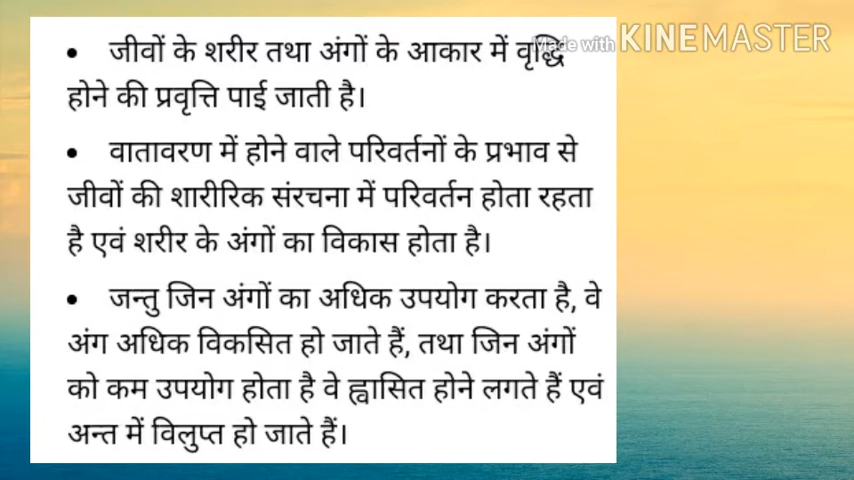 Made with KINEMASTER
• जीवों के शरीर तथा अंगों के आकार में वृद्धि
होने की प्रवृत्ति पाई जाती है।
• वातावरण में होने वाले परिवर्तनों के प्रभाव से
जीवों की शारीरिक संरचना में परिवर्तन होता रहता
है एवं शरीर के अंगों का विकास होता है।
• जन्तु जिन अंगों का अधिक उपयोग करता है, वे
अंग अधिक विकसित हो जाते हैं, तथा जिन अंगों
को कम उपयोग होता है वे ह्वासित होने लगते हैं एवं
अन्त में विलुप्त हो जाते हैं।